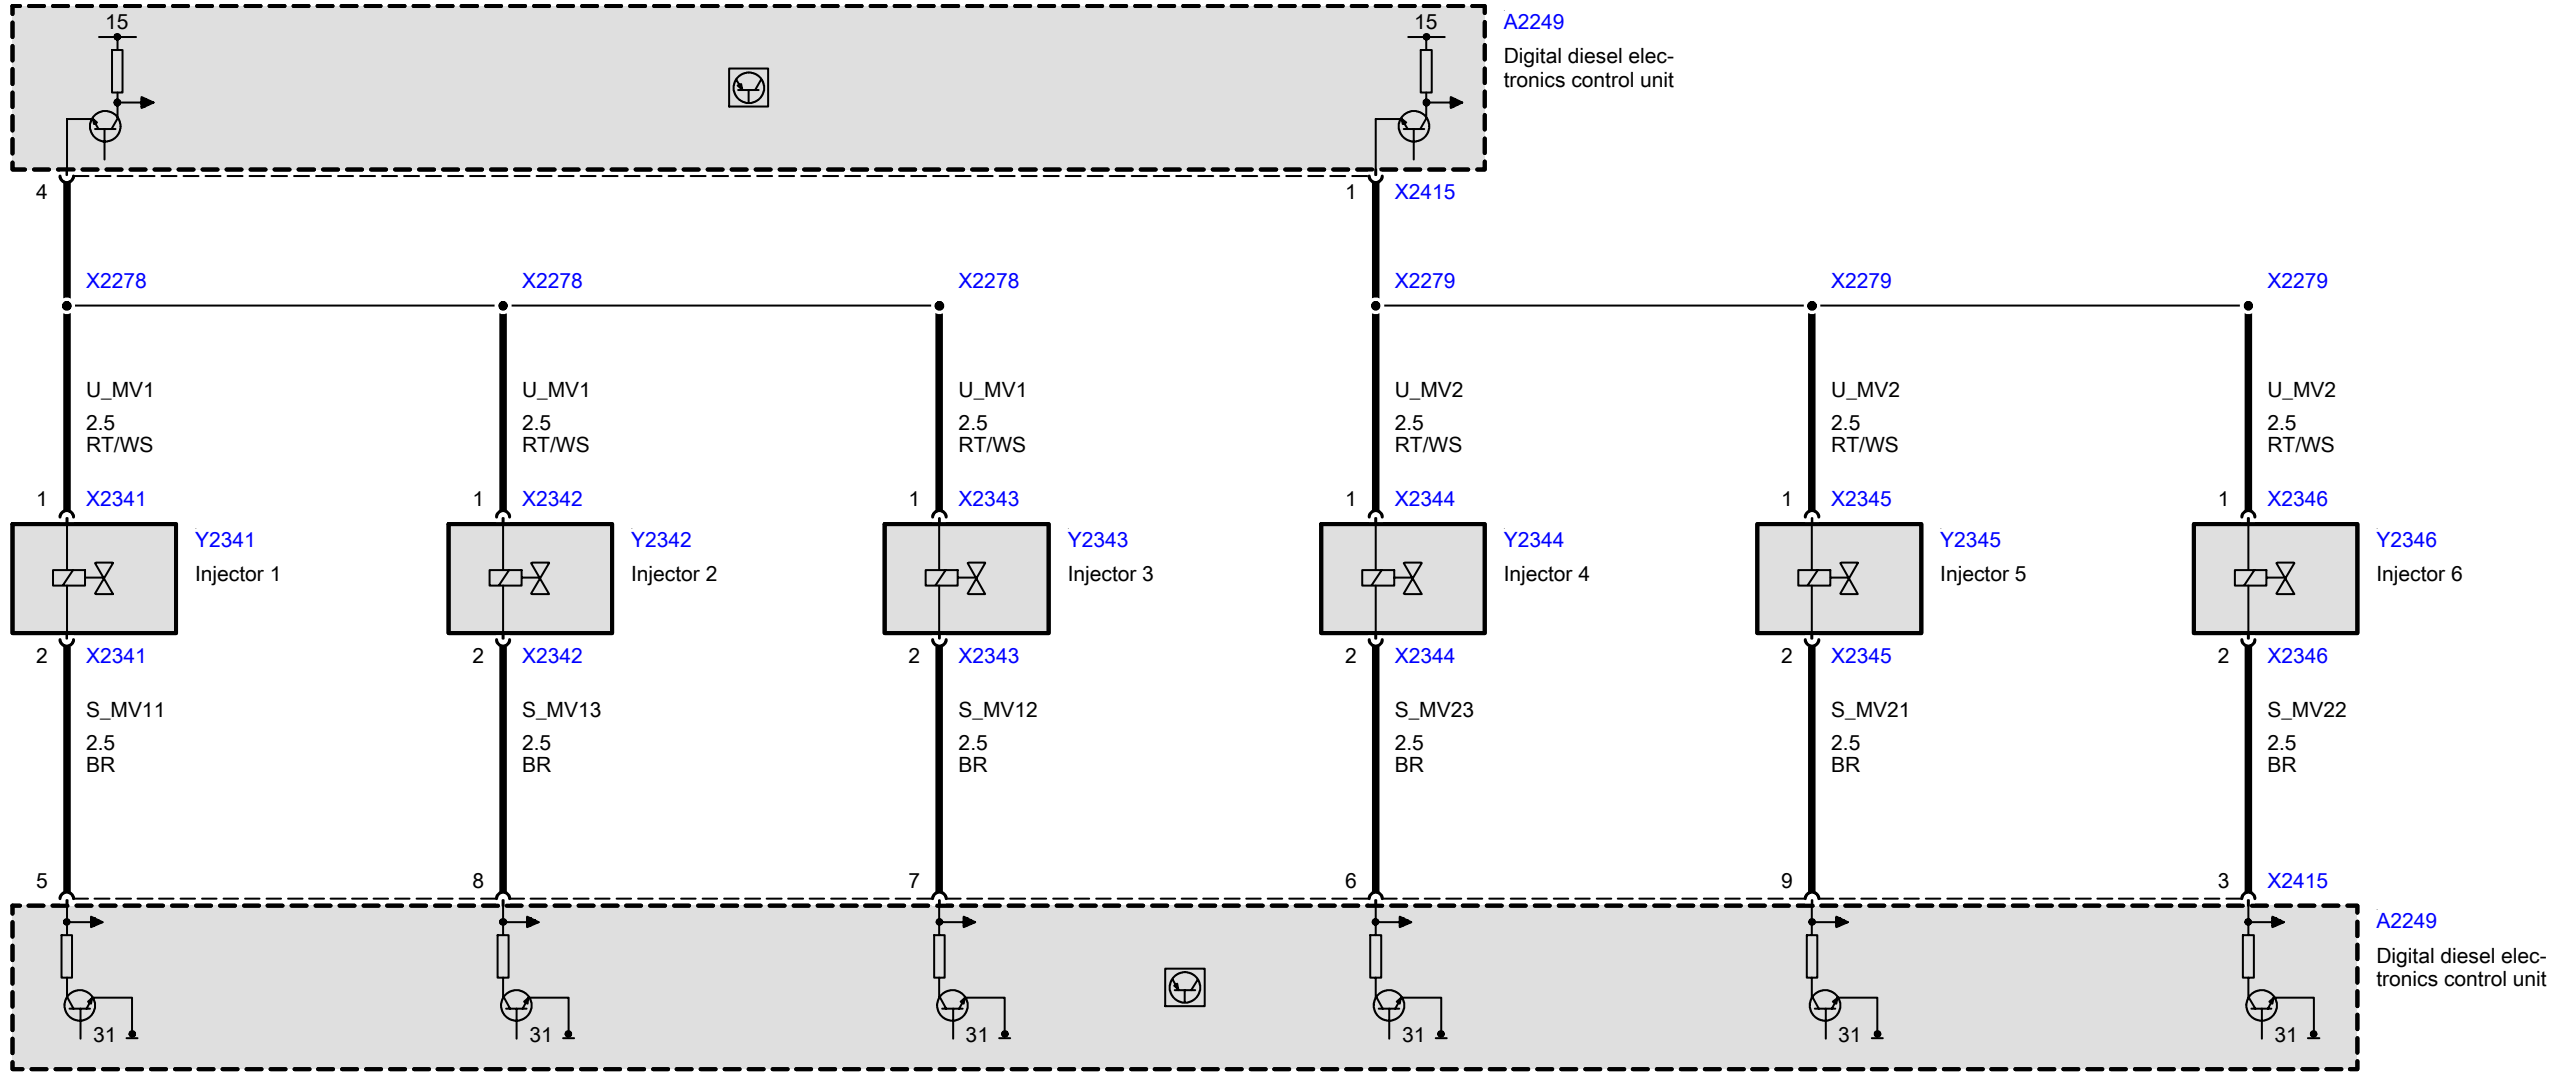 15
15
A2249
Digital diesel elec-
tronics control unit
4
1 X2415
X2278
X2278
X2278
X2279
X2279
X2279
U_MV1
2.5
RT/WS
U_MV1
2.5
RT/WS
U_MV1
2.5
RT/WS
U_MV2
2.5
RT/WS
U_MV2
2.5
RT/WS
U_MV2
2.5
RT/WS
1 X2341
1 X2342
1 X2343
1 X2344
1 X2345
1 X2346
Y2341
Injector 1
Y2342
Injector 2
Y2343
Injector 3
Y2344
Injector 4
Y2345
Injector 5
Y2346
Injector 6
2 X2341
2 X2342
2 X2343
2 X2344
2 X2345
2 X2346
S_MV11
2.5
BR
S_MV13
2.5
BR
S_MV12
2.5
BR
S_MV23
2.5
BR
S_MV21
2.5
BR
S_MV22
2.5
BR
5
8
7
6
9
3 X2415
A2249
Digital diesel elec-
tronics control unit
31
31
31
31
31
31